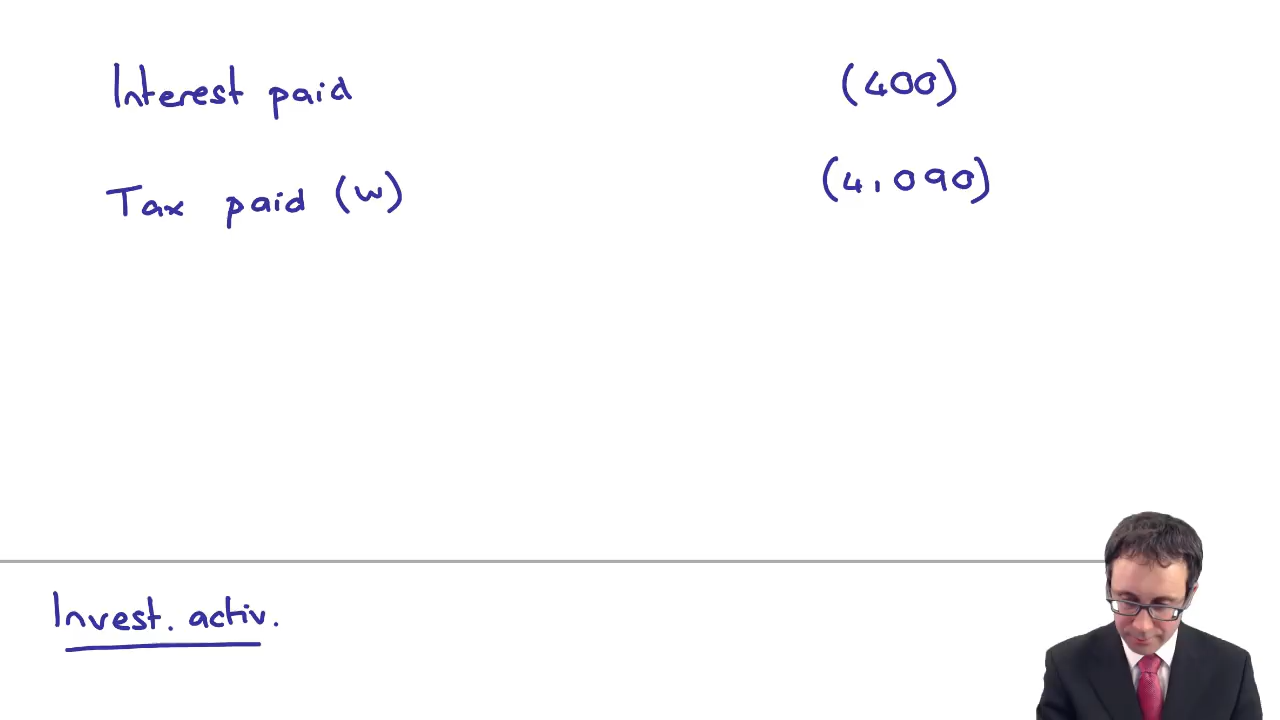 Interest paid (400)
Tax paid (w) (4,090)
Invest. activ.